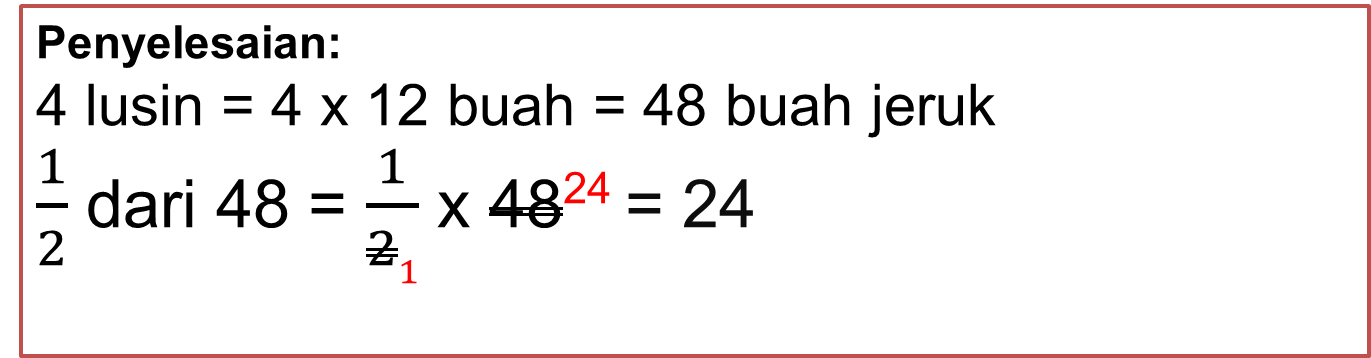 Penyelesaian:
4 lusin = 4 x 12 buah = 48 buah jeruk
1/2 dari 48 = 1/2 1 x 48 24 = 24